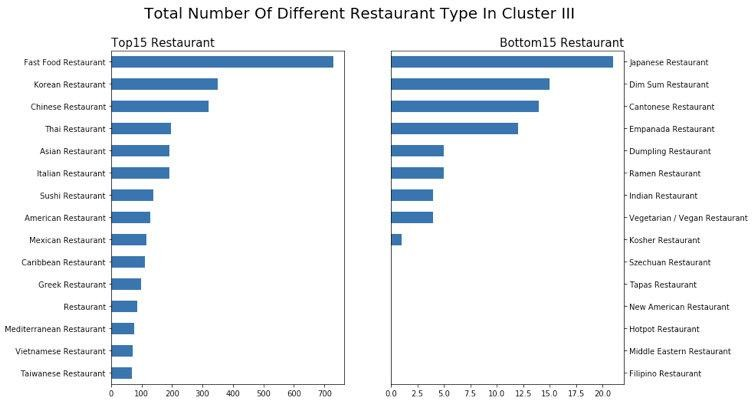 Total Number Of Different Restaurant Type In Cluster III
Top15 Restaurant
Fast Food Restaurant
Korean Restaurant
Chinese Restaurant
Thai Restaurant
Asian Restaurant
Italian Restaurant
Sushi Restaurant
American Restaurant
Mexican Restaurant
Caribbean Restaurant
Greek Restaurant
Restaurant
Mediterranean Restaurant
Vietnamese Restaurant
Taiwanese Restaurant
0 100 200 300 400 500 600 700
Bottom15 Restaurant
Japanese Restaurant
Dim Sum Restaurant
Cantonese Restaurant
Empanada Restaurant
Dumpling Restaurant
Ramen Restaurant
Indian Restaurant
Vegetarian / Vegan Restaurant
Kosher Restaurant
Szechuan Restaurant
Tapas Restaurant
New American Restaurant
Hotpot Restaurant
Middle Eastern Restaurant
Filipino Restaurant
0.0 2.5 5.0 7.5 10.0 12.5 15.0 17.5 20.0